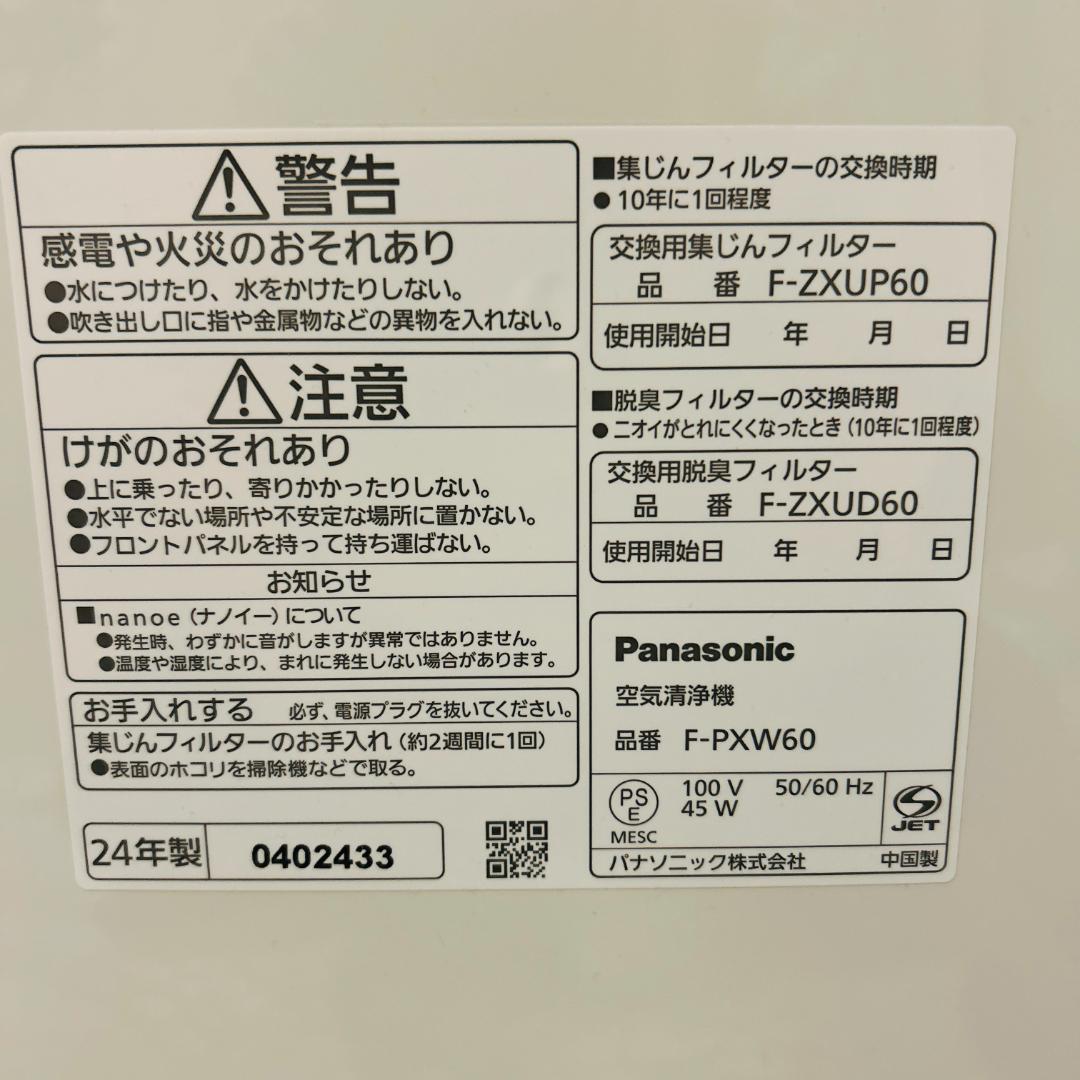 警告
感電や火災のおそれあり
●水につけたり、水をかけたりしない。
●吹き出し口に指や金属物などの異物を入れない。
注意
けがのおそれあり
●上に乗ったり、寄りかかったりしない。
●水平でない場所や不安定な場所に置かない。
●フロントパネルを持って持ち運ばない。
お知らせ
■nanoe（ナノイー）について
●発生時、わずかに音がしますが異常ではありません。
●温度や湿度により、まれに発生しない場合があります。
お手入れする 必ず、電源プラグを抜いてください。
集じんフィルターのお手入れ（約2週間に1回）
●表面のホコリを掃除機などで取る。
24年製 0402433
■集じんフィルターの交換時期
●10年に1回程度
交換用集じんフィルター
品 番 F-ZXUP60
使用開始日 年 月 日
■脱臭フィルターの交換時期
●ニオイがとれにくくなったとき（10年に1回程度）
交換用脱臭フィルター
品 番 F-ZXUD60
使用開始日 年 月 日
Panasonic
空気清浄機
品番 F-PXW60
PS E MESC
100 V 50/60 Hz
45 W
JET
パナソニック株式会社 中国製